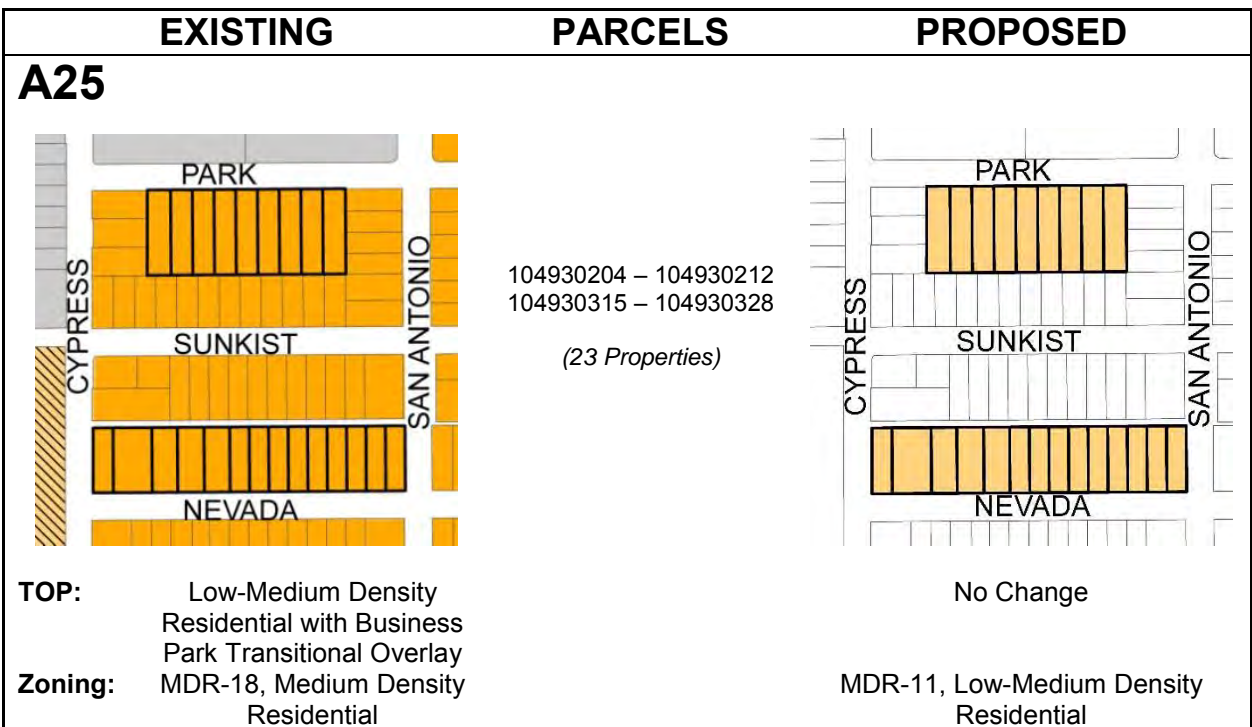 EXISTING PARCELS PROPOSED
A25
PARK
CYPRESS
SAN ANTONIO
SUNKIST
NEVADA
104930204 – 104930212
104930315 – 104930328
(23 Properties)
PARK
CYPRESS
SAN ANTONIO
SUNKIST
NEVADA
TOP: Low-Medium Density No Change
Residential with Business
Park Transitional Overlay
Zoning: MDR-18, Medium Density MDR-11, Low-Medium Density
Residential Residential